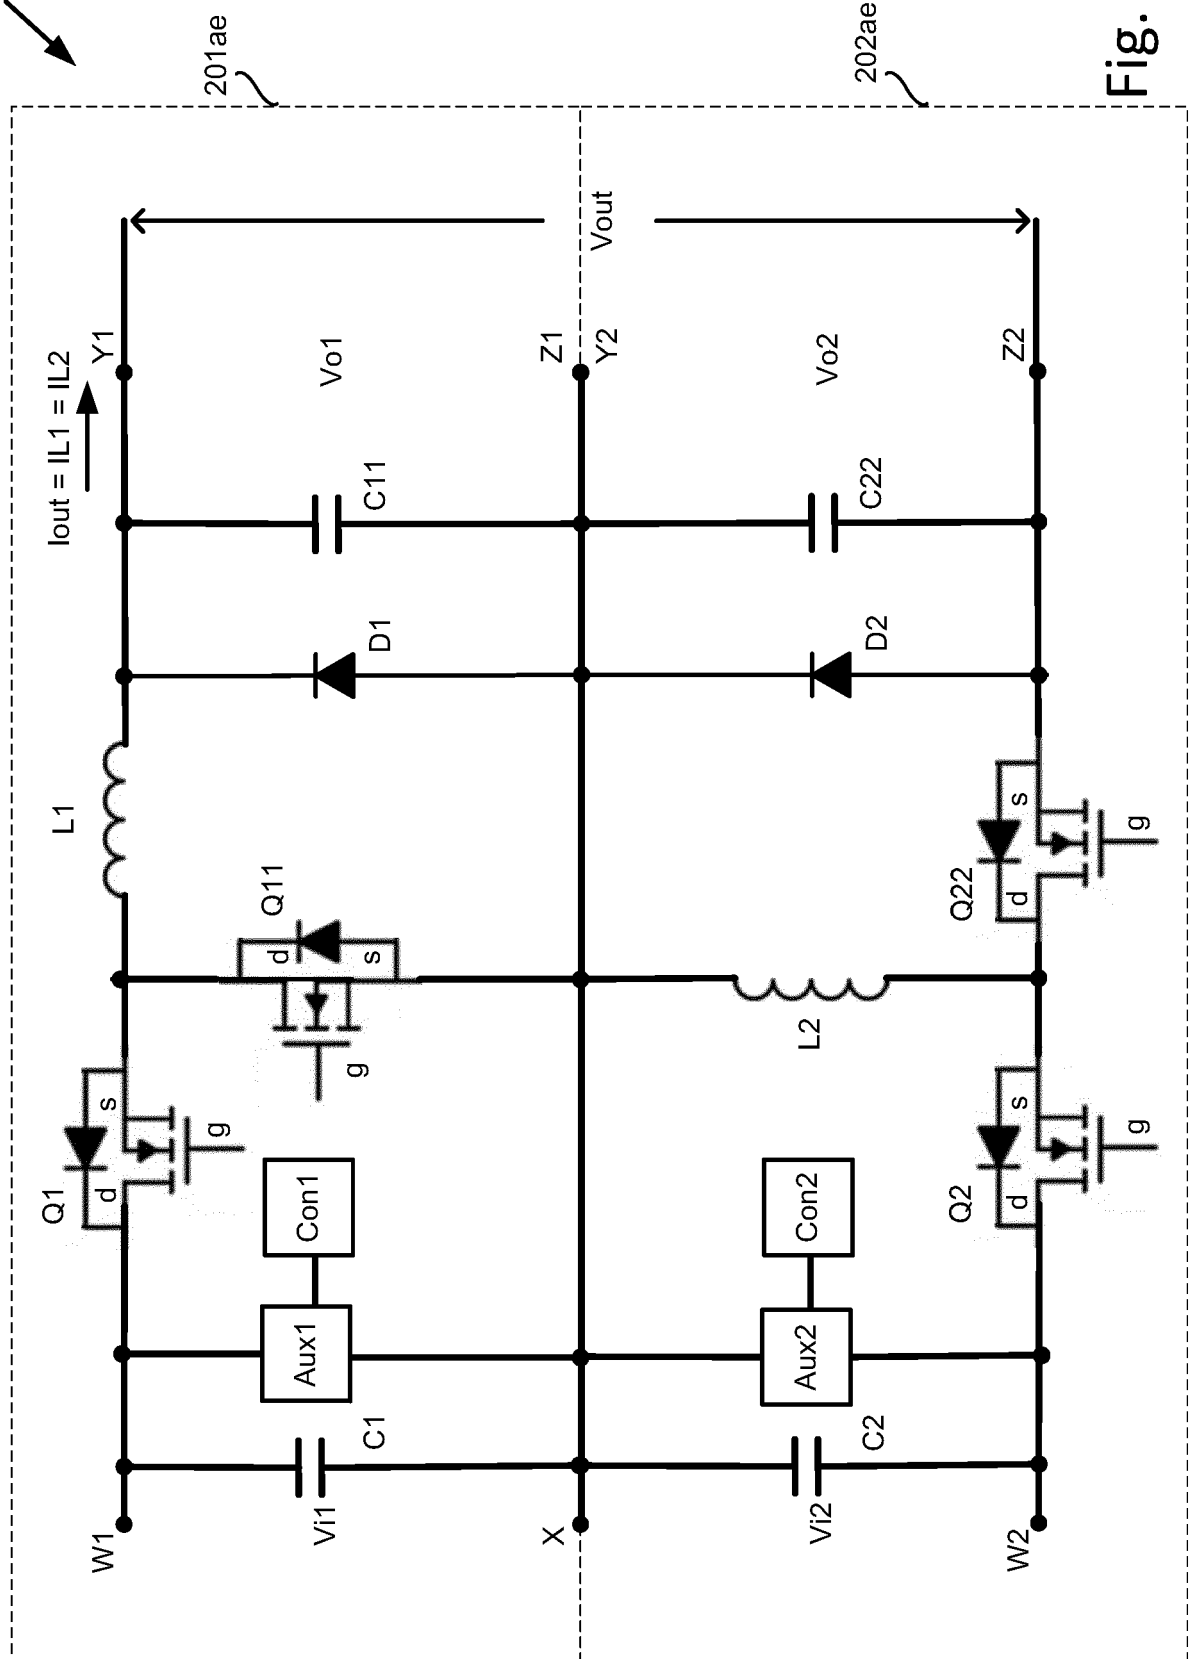 201ae
202ae
Fig.
Iout = IL1 = IL2
W1
Y1
Q1
d
s
g
L1
Q11
d
s
g
D1
C11
Vo1
Vi1
C1
Aux1
Con1
X
Z1
Y2
Vout
Vi2
C2
Aux2
Con2
L2
D2
C22
Vo2
Q2
d
s
g
Q22
d
s
g
W2
Z2